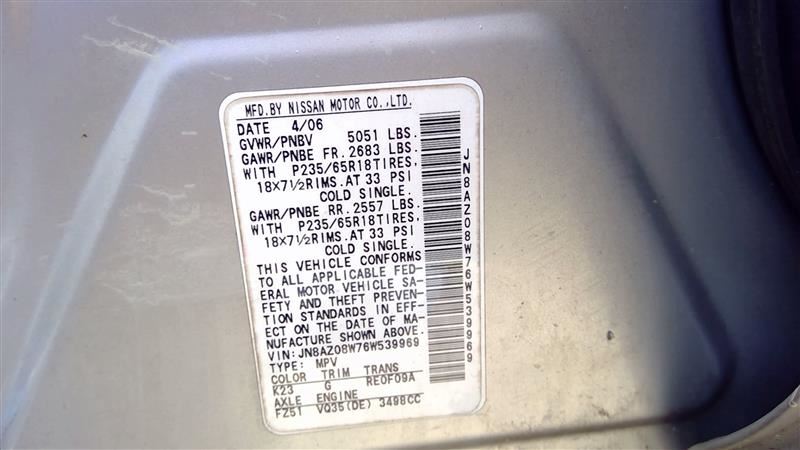 MFD.BY NISSAN MOTOR CO.,LTD.
DATE 4/06
GVWR/PNBV 5051 LBS.
GAWR/PNBE FR. 2683 LBS.
WITH P235/65R18TIRES,
18X7½RIMS.AT 33 PSI
COLD SINGLE.
GAWR/PNBE RR. 2557 LBS.
WITH P235/65R18TIRES,
18X7½RIMS.AT 33 PSI
COLD SINGLE.
THIS VEHICLE CONFORMS
TO ALL APPLICABLE FED-
ERAL MOTOR VEHICLE SA-
FETY AND THEFT PREVEN-
TION STANDARDS IN EFF-
ECT ON THE DATE OF MA-
NUFACTURE SHOWN ABOVE.
VIN: JN8AZ08W76W539969
TYPE: MPV
COLOR TRIM TRANS
K23 G RE0F09A
AXLE ENGINE
FZ51 VQ35(DE) 3498CC
JN8AZ08W76W539969